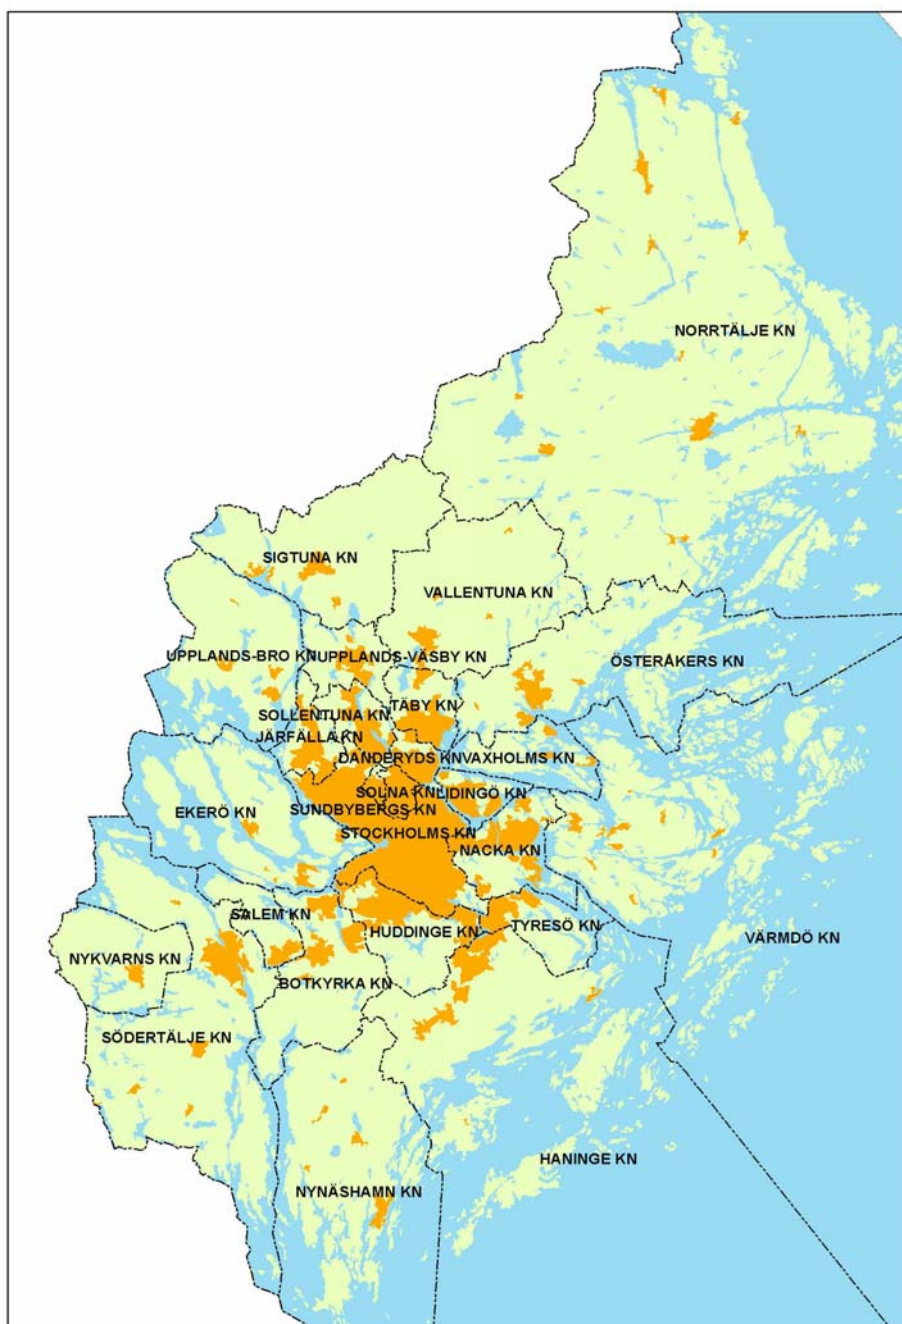 NORRTÄLJE KN
SIGTUNA KN
VALLENTUNA KN
UPPLANDS-BRO KN
UPPLANDS-VÄSBY KN
ÖSTERÅKERS KN
TÄBY KN
SOLLENTUNA KN
JÄRFÄLLA KN
DANDERYDS KN
VAXHOLMS KN
SOLNA KN
LIDINGÖ KN
EKERÖ KN
SUNDBYBERGS KN
STOCKHOLMS KN
NACKA KN
SALEM KN
TYRESÖ KN
HUDDINGE KN
VÄRMDÖ KN
NYKVARNS KN
BOTKYRKA KN
SÖDERTÄLJE KN
HANINGE KN
NYNÄSHAMN KN